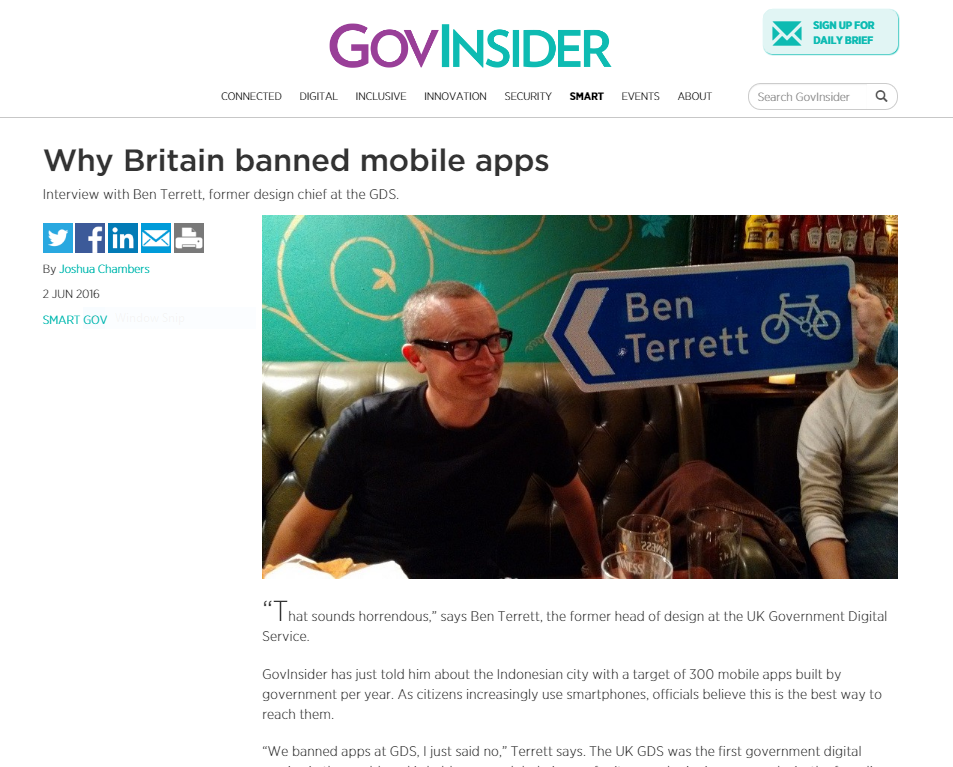 GOVINSIDER
SIGN UP FOR
DAILY BRIEF
CONNECTED DIGITAL INCLUSIVE INNOVATION SECURITY SMART EVENTS ABOUT
Search GovInsider
Why Britain banned mobile apps
Interview with Ben Terrett, former design chief at the GDS.
By Joshua Chambers
2 JUN 2016
SMART GOV Window Snip
Ben
Terrett
GUINNESS
“That sounds horrendous,” says Ben Terrett, the former head of design at the UK Government Digital
Service.
GovInsider has just told him about the Indonesian city with a target of 300 mobile apps built by
government per year. As citizens increasingly use smartphones, officials believe this is the best way to
reach them.
“We banned apps at GDS, I just said no,” Terrett says. The UK GDS was the first government digital